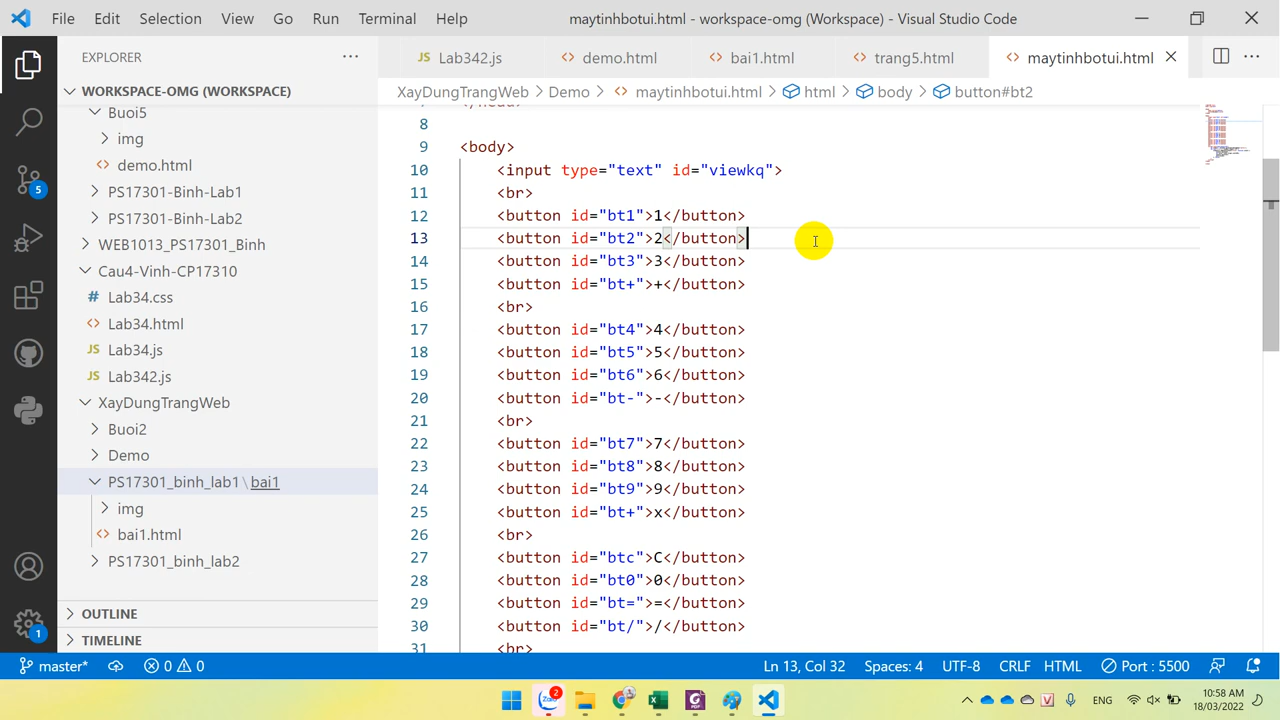 File Edit Selection View Go Run Terminal Help
maytinhbotui.html - workspace-omg (Workspace) - Visual Studio Code
EXPLORER
Lab342.js demo.html bai1.html trang5.html maytinhbotui.html
XayDungTrangWeb > Demo > maytinhbotui.html > html > body > button#bt2
WORKSPACE-OMG (WORKSPACE)
Buoi5
img
demo.html
PS17301-Binh-Lab1
PS17301-Binh-Lab2
WEB1013_PS17301_Binh
Cau4-Vinh-CP17310
Lab34.css
Lab34.html
Lab34.js
Lab342.js
XayDungTrangWeb
Buoi2
Demo
PS17301_binh_lab1\bai1
img
bai1.html
PS17301_binh_lab2
OUTLINE
TIMELINE
8
9 <body>
10 <input type="text" id="viewkq">
11 <br>
12 <button id="bt1">1</button>
13 <button id="bt2">2</button>
14 <button id="bt3">3</button>
15 <button id="bt+">+</button>
16 <br>
17 <button id="bt4">4</button>
18 <button id="bt5">5</button>
19 <button id="bt6">6</button>
20 <button id="bt-">-</button>
21 <br>
22 <button id="bt7">7</button>
23 <button id="bt8">8</button>
24 <button id="bt9">9</button>
25 <button id="bt+">x</button>
26 <br>
27 <button id="btc">C</button>
28 <button id="bt0">0</button>
29 <button id="bt=">=</button>
30 <button id="bt/">/</button>
31 <br>
5
1
master* 0 0 Ln 13, Col 32 Spaces: 4 UTF-8 CRLF HTML Port : 5500
Zalo 2
ENG
10:58 AM
18/03/2022